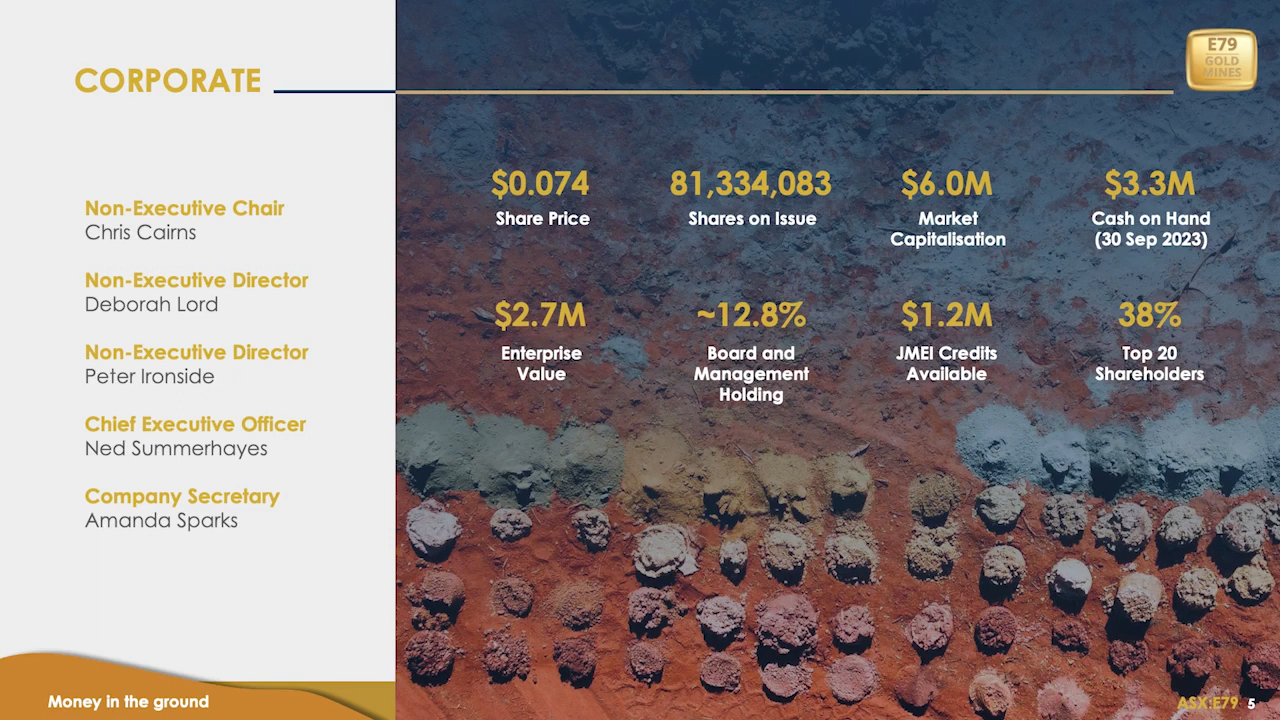 CORPORATE
E79
GOLD
MINES
Non-Executive Chair
Chris Cairns
Non-Executive Director
Deborah Lord
Non-Executive Director
Peter Ironside
Chief Executive Officer
Ned Summerhayes
Company Secretary
Amanda Sparks
$0.074
Share Price
81,334,083
Shares on Issue
$6.0M
Market
Capitalisation
$3.3M
Cash on Hand
(30 Sep 2023)
$2.7M
Enterprise
Value
~12.8%
Board and
Management
Holding
$1.2M
JMEI Credits
Available
38%
Top 20
Shareholders
Money in the ground
ASX:E79 5